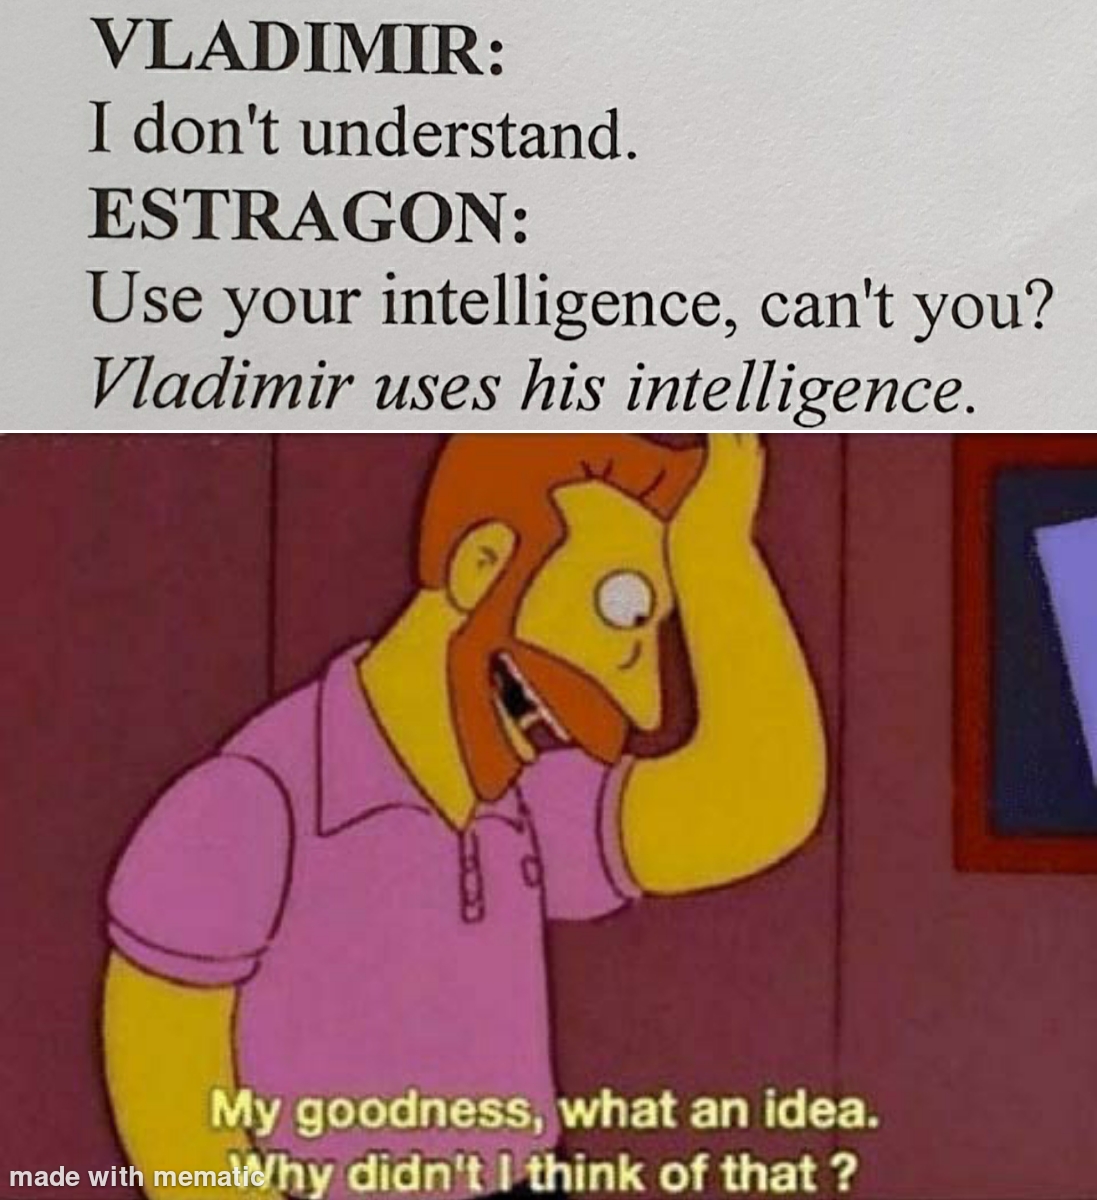 VLADIMIR:
I don't understand.
ESTRAGON:
Use your intelligence, can't you?
Vladimir uses his intelligence.
My goodness, what an idea.
Why didn't I think of that ?
made with mematic